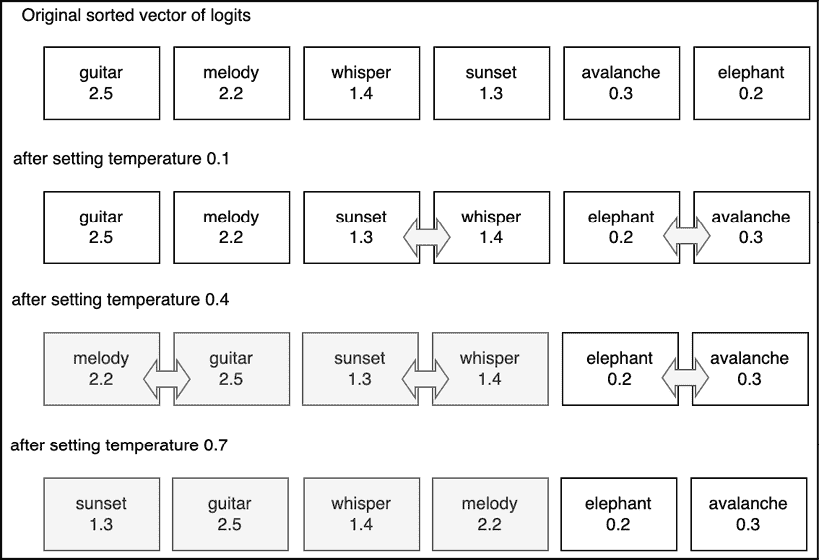 Original sorted vector of logits
guitar melody whisper sunset avalanche elephant
2.5 2.2 1.4 1.3 0.3 0.2
after setting temperature 0.1
guitar melody sunset whisper elephant avalanche
2.5 2.2 1.3 1.4 0.2 0.3
after setting temperature 0.4
melody guitar sunset whisper elephant avalanche
2.2 2.5 1.3 1.4 0.2 0.3
after setting temperature 0.7
sunset guitar whisper melody elephant avalanche
1.3 2.5 1.4 2.2 0.2 0.3